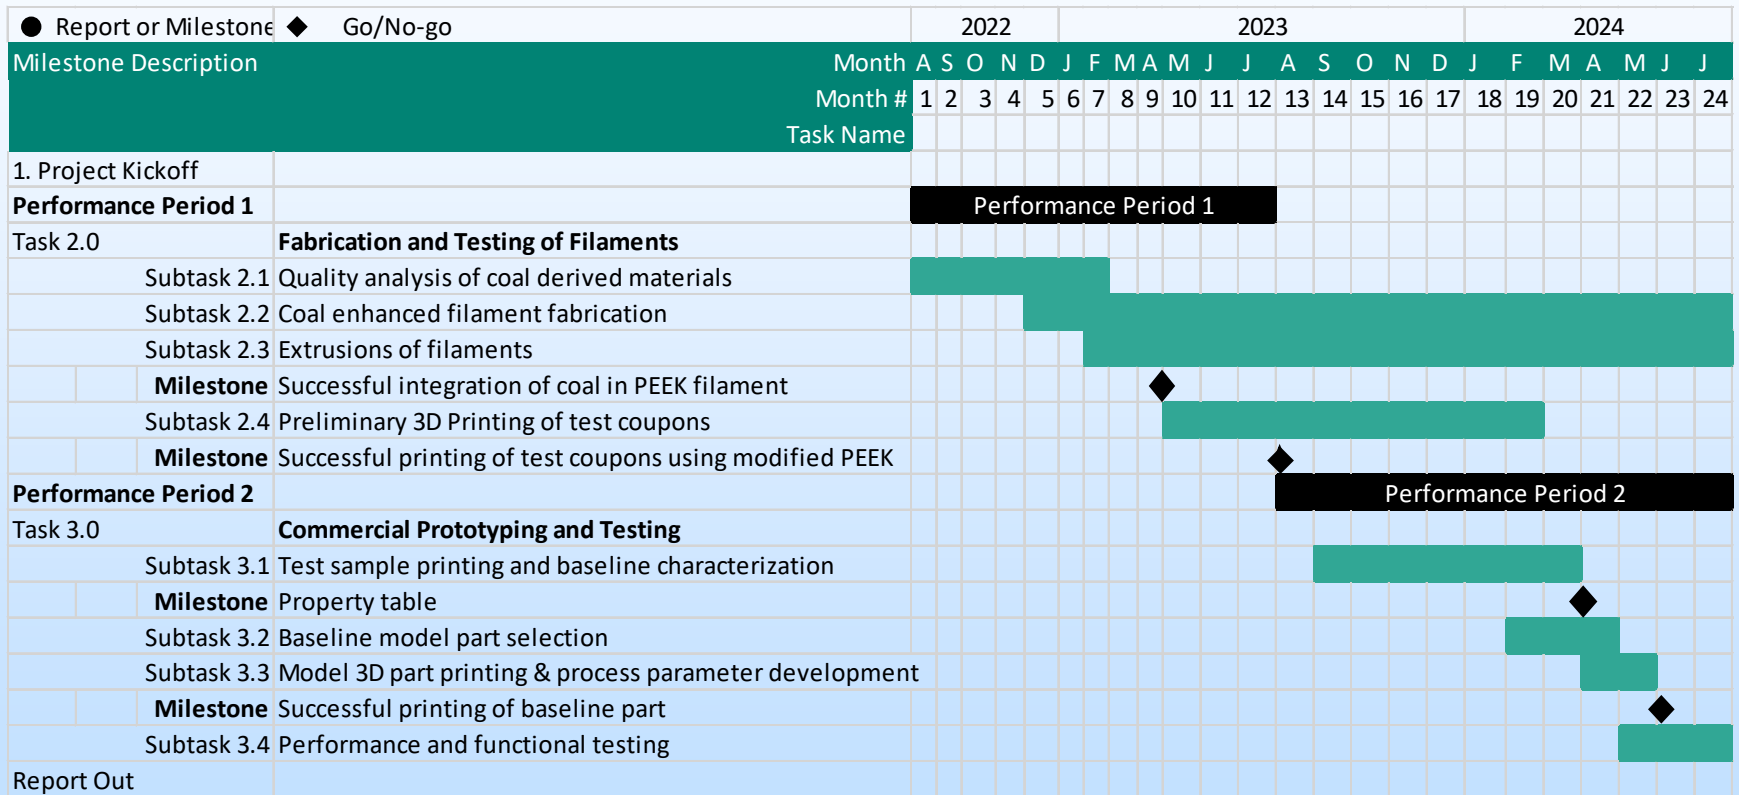 ● Report or Milestone ◆ Go/No-go 2022 2023 2024
Milestone Description Month A S O N D J F M A M J J A S O N D J F M A M J J
Month # 1 2 3 4 5 6 7 8 9 10 11 12 13 14 15 16 17 18 19 20 21 22 23 24
Task Name
1. Project Kickoff
Performance Period 1 Performance Period 1
Task 2.0 Fabrication and Testing of Filaments
Subtask 2.1 Quality analysis of coal derived materials
Subtask 2.2 Coal enhanced filament fabrication
Subtask 2.3 Extrusions of filaments
Milestone Successful integration of coal in PEEK filament
Subtask 2.4 Preliminary 3D Printing of test coupons
Milestone Successful printing of test coupons using modified PEEK
Performance Period 2 Performance Period 2
Task 3.0 Commercial Prototyping and Testing
Subtask 3.1 Test sample printing and baseline characterization
Milestone Property table
Subtask 3.2 Baseline model part selection
Subtask 3.3 Model 3D part printing & process parameter development
Milestone Successful printing of baseline part
Subtask 3.4 Performance and functional testing
Report Out